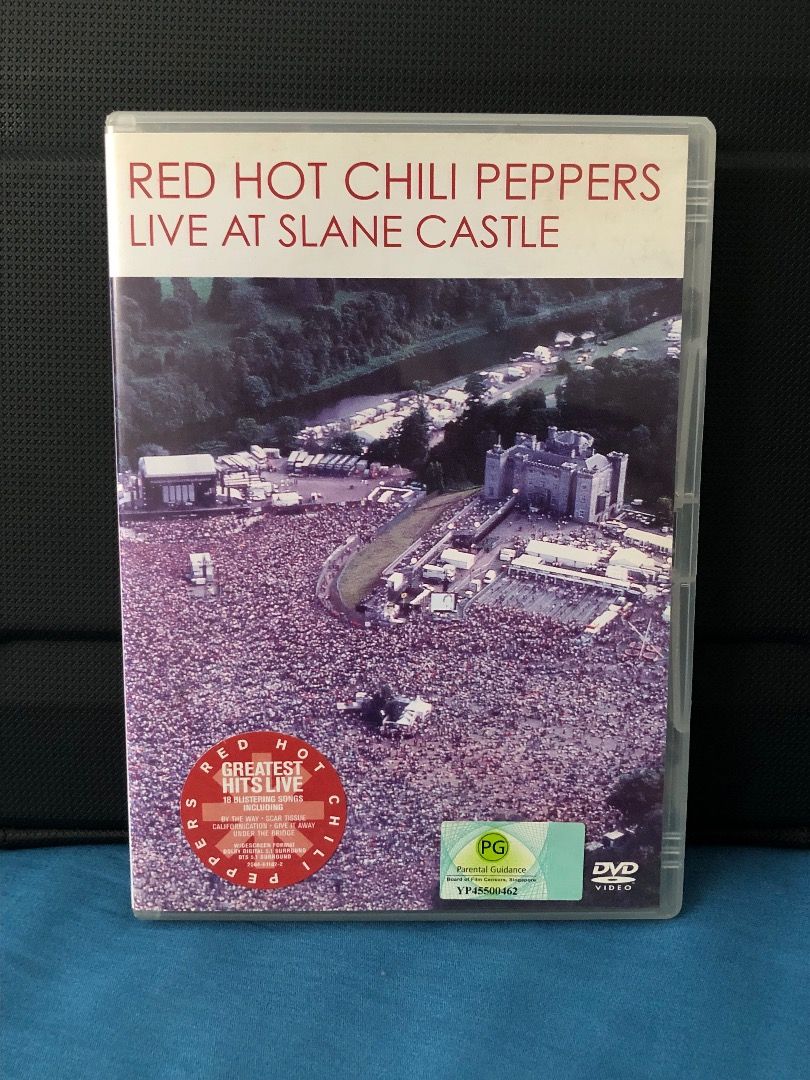 RED HOT CHILI PEPPERS
LIVE AT SLANE CASTLE
RED HOT CHILI PEPPERS
GREATEST
HITS LIVE
18 BLISTERING SONGS
INCLUDING
BY THE WAY • SCAR TISSUE
CALIFORNICATION • GIVE IT AWAY
UNDER THE BRIDGE
WIDESCREEN FORMAT
DOLBY DIGITAL 5.1 SURROUND
DTS 5.1 SURROUND
PG
Parental Guidance
Board of Film Censors, Singapore
YP45500462
DVD
VIDEO